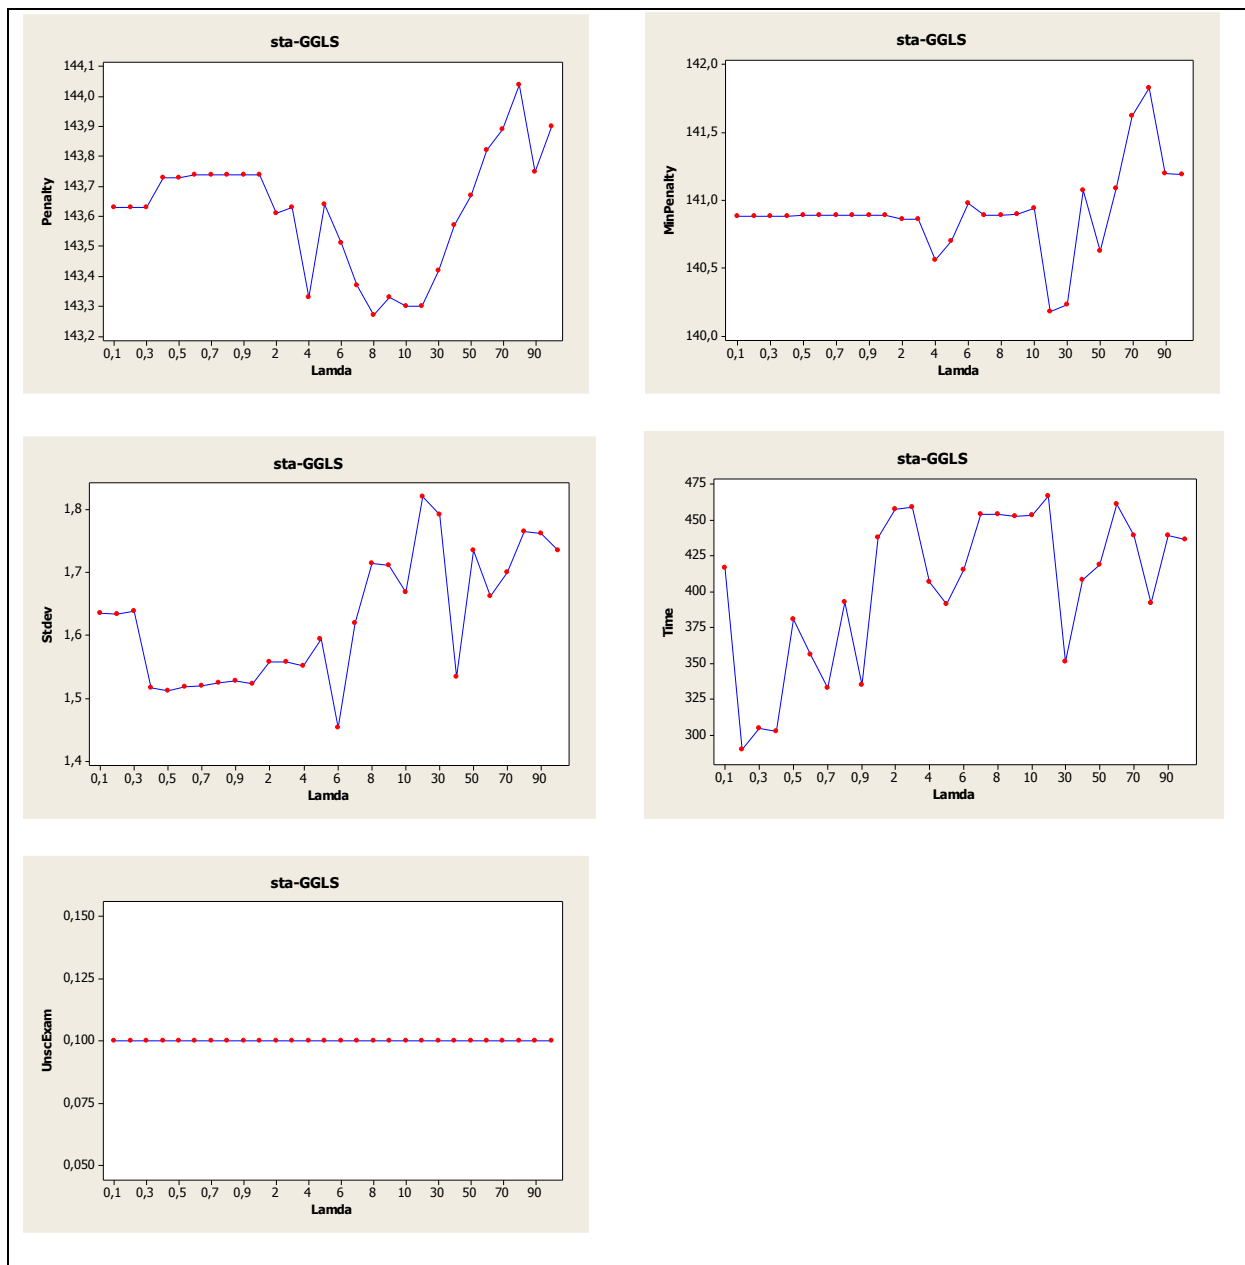 sta-GGLS
Penalty
144,1
144,0
143,9
143,8
143,7
143,6
143,5
143,4
143,3
143,2
0,1 0,3 0,5 0,7 0,9 2 4 6 8 10 30 50 70 90
Lamda
sta-GGLS
MinPenalty
142,0
141,5
141,0
140,5
140,0
0,1 0,3 0,5 0,7 0,9 2 4 6 8 10 30 50 70 90
Lamda
sta-GGLS
Stdev
1,8
1,7
1,6
1,5
1,4
0,1 0,3 0,5 0,7 0,9 2 4 6 8 10 30 50 70 90
Lamda
sta-GGLS
Time
475
450
425
400
375
350
325
300
0,1 0,3 0,5 0,7 0,9 2 4 6 8 10 30 50 70 90
Lamda
sta-GGLS
UnscExam
0,150
0,125
0,100
0,075
0,050
0,1 0,3 0,5 0,7 0,9 2 4 6 8 10 30 50 70 90
Lamda